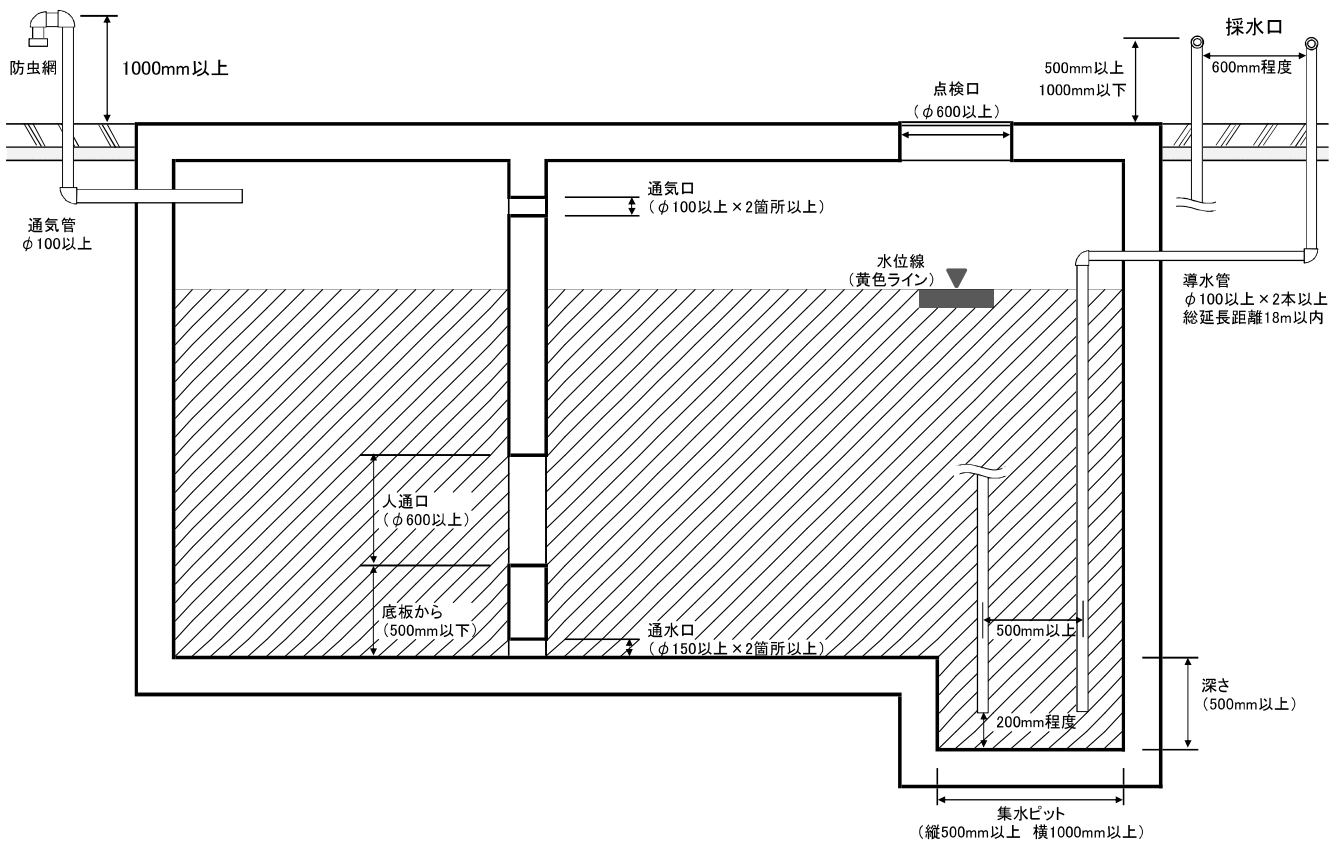 防虫網
1000mm以上
採水口
500mm以上
1000mm以下
600mm程度
点検口
(φ600以上)
通気管
φ100以上
通気口
(φ100以上×2箇所以上)
水位線
(黄色ライン)
導水管
φ100以上×2本以上
総延長距離18m以内
人通口
(φ600以上)
底板から
(500mm以下)
通水口
(φ150以上×2箇所以上)
500mm以上
200mm程度
深さ
(500mm以上)
集水ピット
(縦500mm以上 横1000mm以上)